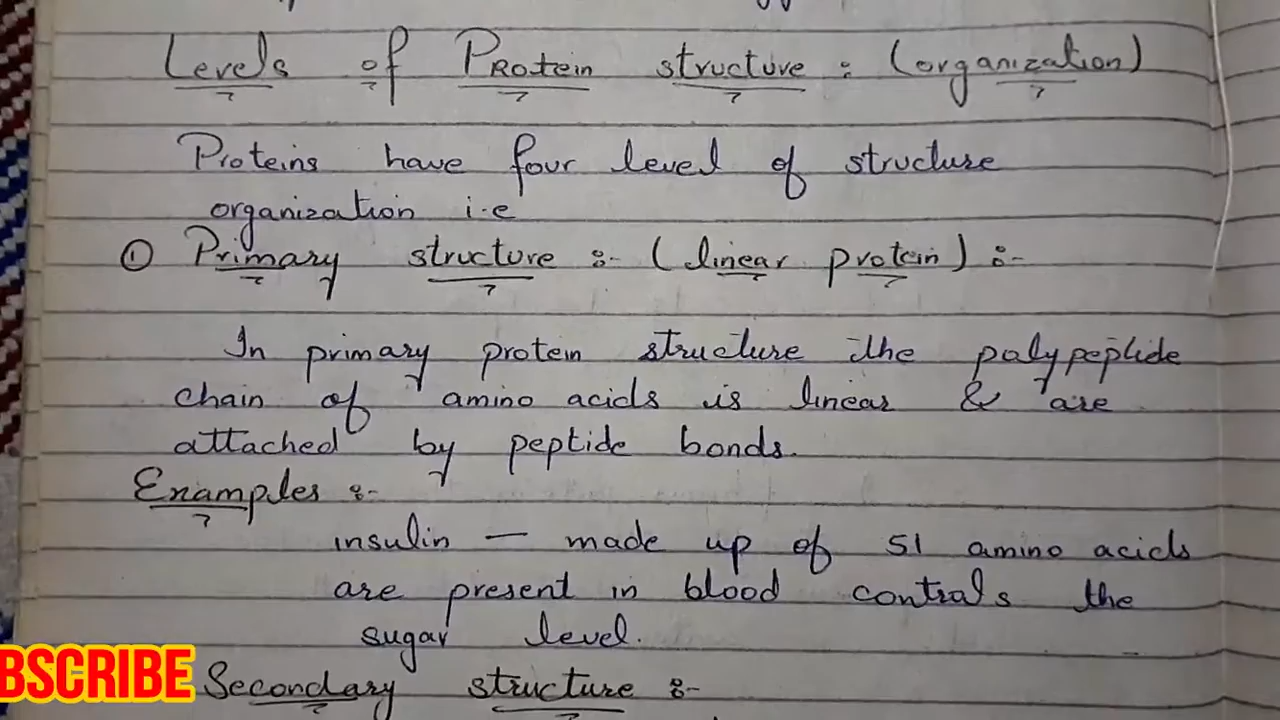 Levels of Protein structure : (organization)
Proteins have four level of structure
organization i.e
① Primary structure :- (linear protein) :-
In primary protein structure the polypeptide
chain of amino acids is linear & are
attached by peptide bonds.
Examples :-
insulin — made up of 51 amino acids
are present in blood controls the
sugar level.
BSCRIBE
Secondary structure :-